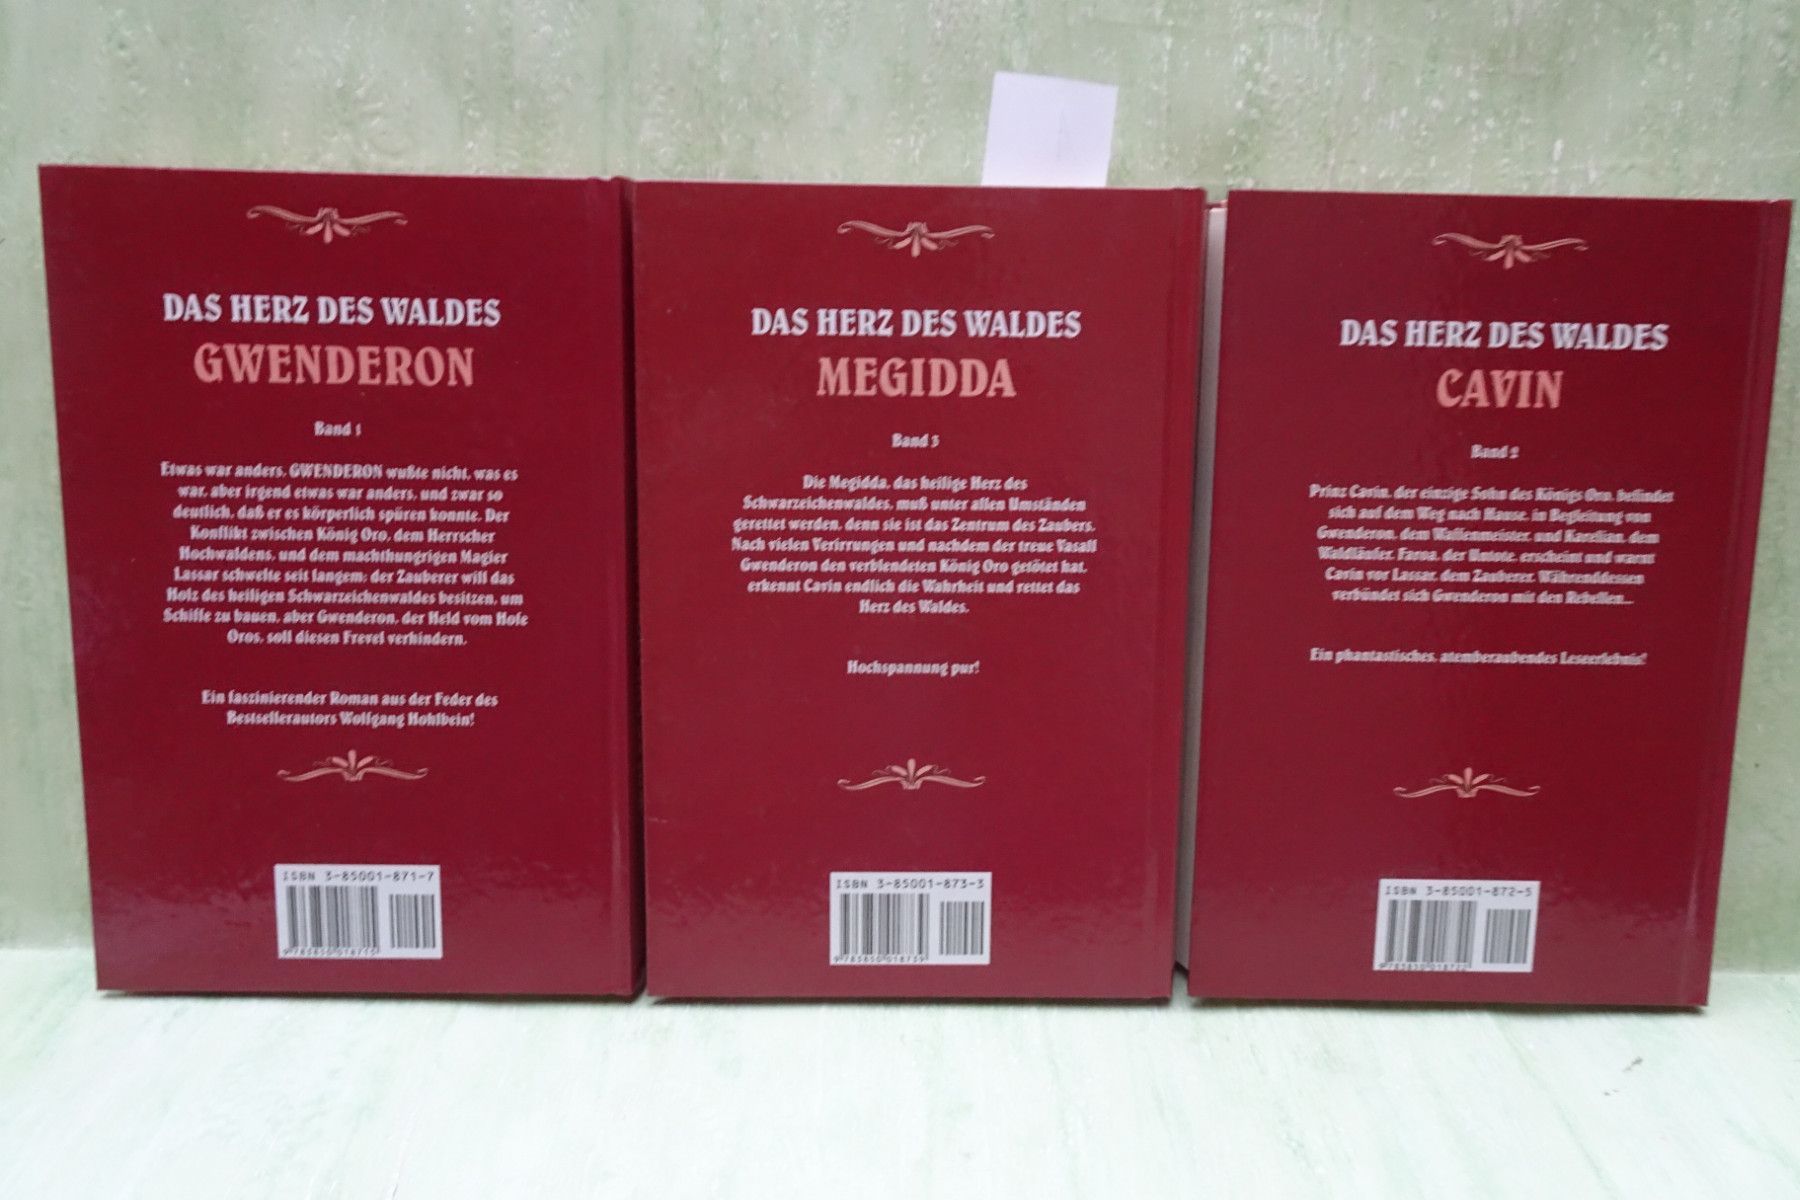 DAS HERZ DES WALDES
GWENDERON
Band 1
Etwas war anders. GWENDERON wußte nicht, was es
war, aber irgend etwas war anders, und zwar so
deutlich, daß er es körperlich spüren konnte. Der
Konflikt zwischen König Oro, dem Herrscher
Hochwaldens, und dem machthungrigen Magier
Lassar schwelte seit langem: der Zauberer will das
Holz des heiligen Schwarzeichenwaldes besitzen, um
Schiffe zu bauen, aber Gwenderon, der Held vom Hofe
Oros, soll diesen Frevel verhindern.
Ein faszinierender Roman aus der Feder des
Bestsellerautors Wolfgang Hohlbein!
ISBN 3-85001-871-7
9783850018715
DAS HERZ DES WALDES
MEGIDDA
Band 3
Die Megidda, das heilige Herz des
Schwarzeichenwaldes, muß unter allen Umständen
gerettet werden, denn sie ist das Zentrum des Zaubers.
Nach vielen Verirrungen und nachdem der treue Vasall
Gwenderon den verblendeten König Oro getötet hat,
erkennt Cavin endlich die Wahrheit und rettet das
Herz des Waldes.
Hochspannung pur!
ISBN 3-85001-873-3
9783850018739
DAS HERZ DES WALDES
CAVIN
Band 2
Prinz Cavin, der einzige Sohn des Königs Oro, befindet
sich auf dem Weg nach Hause, in Begleitung von
Gwenderon, dem Waffenmeister, und Karelian, dem
Waldläufer. Faroa, der Untote, erscheint und warnt
Cavin vor Lassar, dem Zauberer. Währenddessen
verbündet sich Gwenderon mit den Rebellen...
Ein phantastisches, atemberaubendes Leseerlebnis!
ISBN 3-85001-872-5
9783850018722